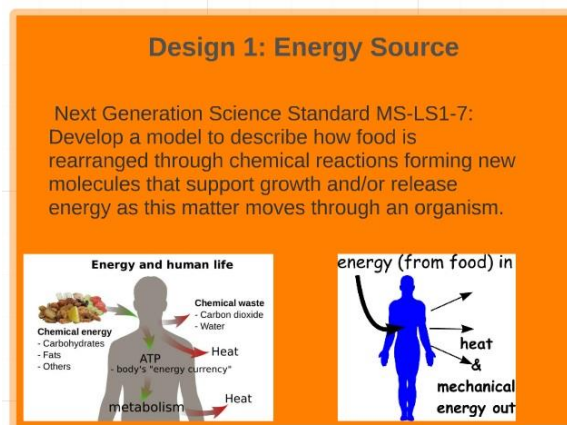 Design 1: Energy Source
Next Generation Science Standard MS-LS1-7:
Develop a model to describe how food is
rearranged through chemical reactions forming new
molecules that support growth and/or release
energy as this matter moves through an organism.
Energy and human life
Chemical energy
- Carbohydrates
- Fats
- Others
Chemical waste
- Carbon dioxide
- Water
Heat
ATP
- body's "energy currency"
metabolism
Heat
energy (from food) in
heat
&
mechanical
energy out